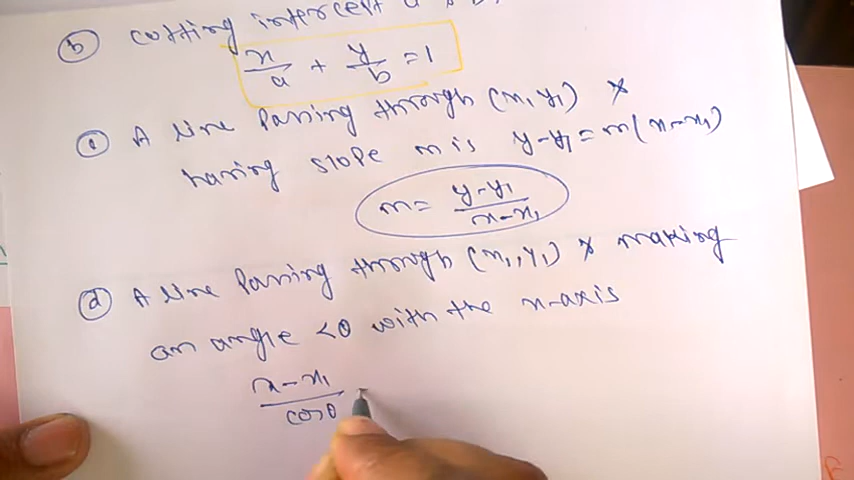 (b) cutting intercept a & b,
x/a + y/b = 1
(c) A line passing through (x1, y1) &
having slope m is y-y1 = m(x-x1)
m = y-y1/x-x1
(d) A line passing through (x1, y1) & making
an angle <θ with the x-axis
x-x1/cosθ